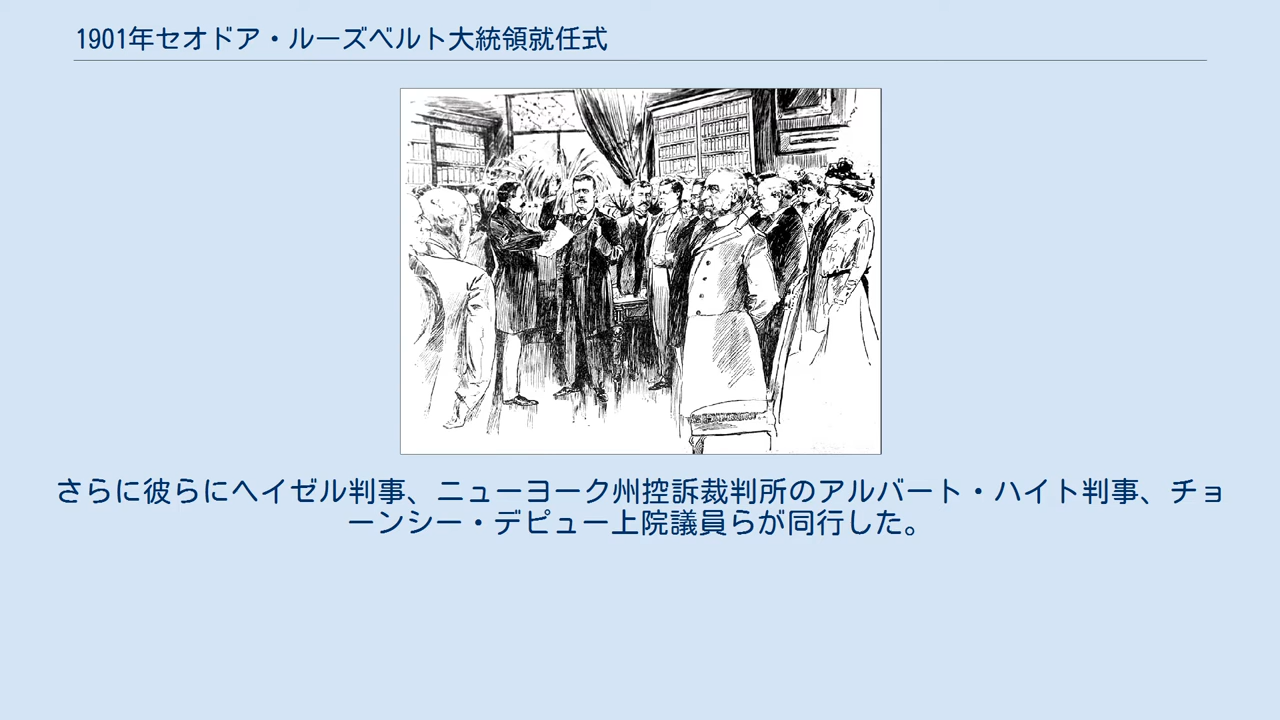 1901年セオドア・ルーズベルト大統領就任式
さらに彼らにヘイゼル判事、ニューヨーク州控訴裁判所のアルバート・ハイト判事、チョ
ーンシー・デピュー上院議員らが同行した。